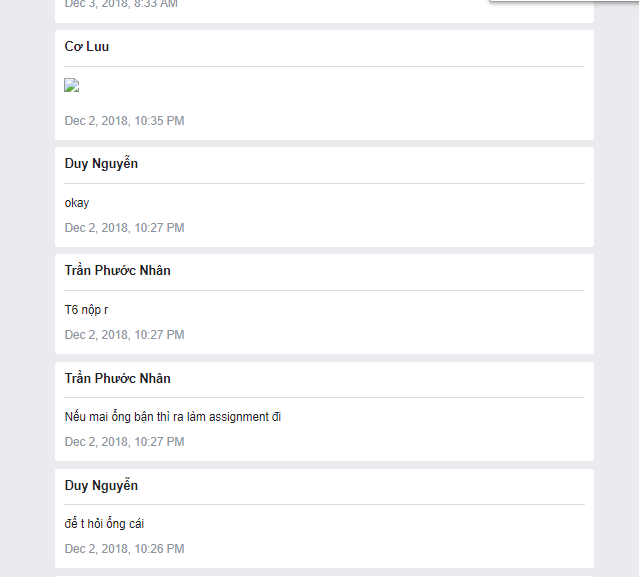 Dec 3, 2018, 8:33 AM
Cơ Luu
Dec 2, 2018, 10:35 PM
Duy Nguyễn
okay
Dec 2, 2018, 10:27 PM
Trần Phước Nhân
T6 nộp r
Dec 2, 2018, 10:27 PM
Trần Phước Nhân
Nếu mai ổng bận thì ra làm assignment đi
Dec 2, 2018, 10:27 PM
Duy Nguyễn
để t hỏi ổng cái
Dec 2, 2018, 10:26 PM